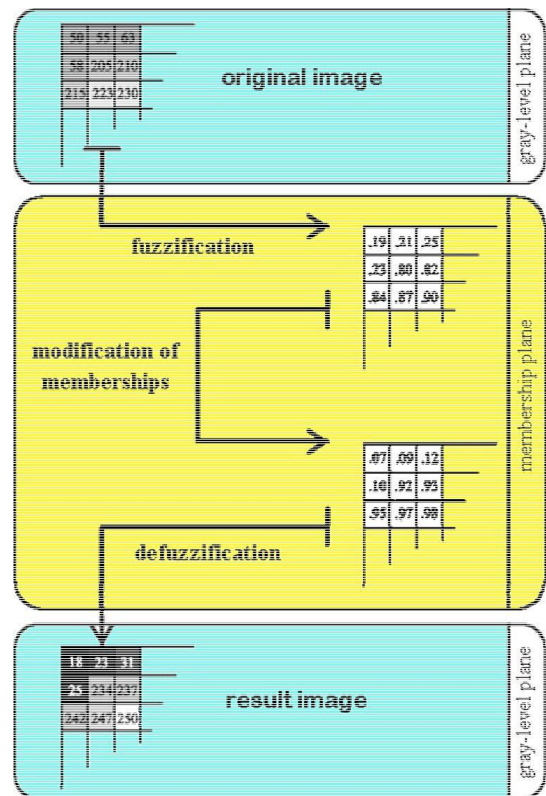 50 55 63
58 205 210
215 223 230
original image
gray-level plane
fuzzification
.19 .21 .25
.23 .80 .82
.84 .87 .90
modification of
memberships
membership plane
.07 .09 .12
.10 .92 .93
.95 .97 .98
defuzzification
18 23 31
25 234 237
242 247 250
result image
gray-level plane